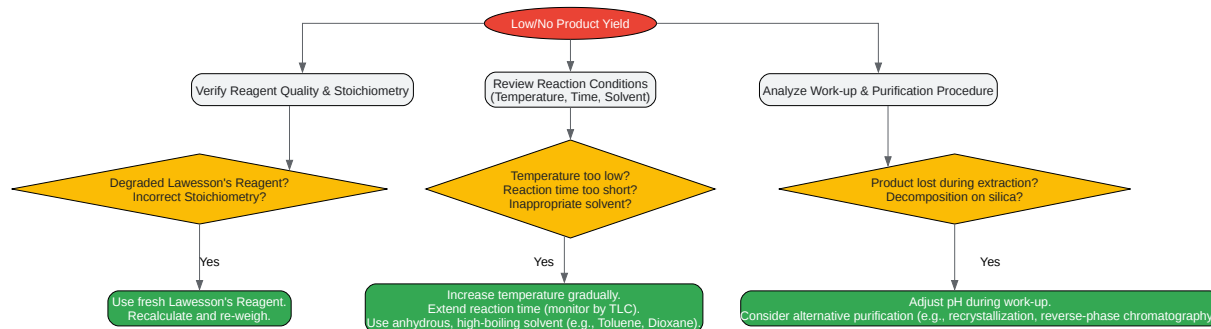 Low/No Product Yield
Verify Reagent Quality & Stoichiometry
Review Reaction Conditions
(Temperature, Time, Solvent)
Analyze Work-up & Purification Procedure
Degraded Lawesson's Reagent?
Incorrect Stoichiometry?
Temperature too low?
Reaction time too short?
Inappropriate solvent?
Product lost during extraction?
Decomposition on silica?
Yes
Yes
Yes
Use fresh Lawesson's Reagent.
Recalculate and re-weigh.
Increase temperature gradually.
Extend reaction time (monitor by TLC).
Use anhydrous, high-boiling solvent (e.g., Toluene, Dioxane).
Adjust pH during work-up.
Consider alternative purification (e.g., recrystallization, reverse-phase chromatography